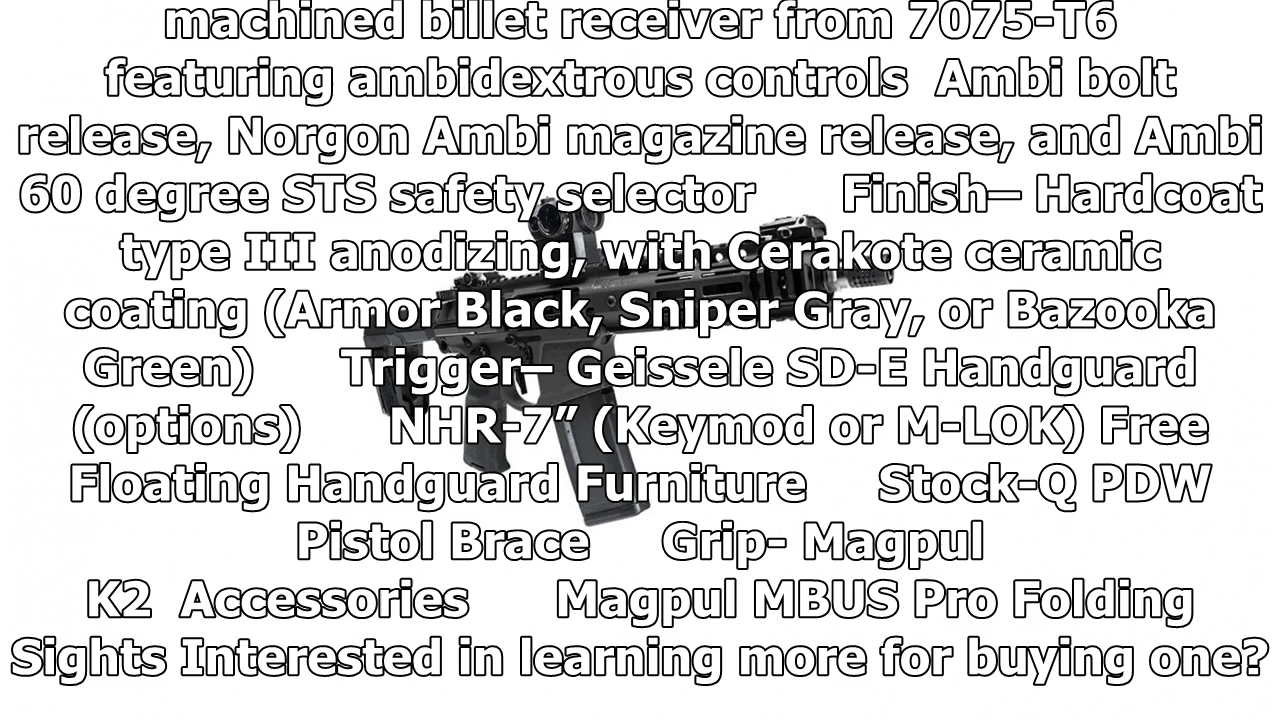 machined billet receiver from 7075-T6
featuring ambidextrous controls  Ambi bolt
release, Norgon Ambi magazine release, and Ambi
60 degree STS safety selector      Finish– Hardcoat
type III anodizing, with Cerakote ceramic
coating (Armor Black, Sniper Gray, or Bazooka
Green)      Trigger– Geissele SD-E Handguard
(options)      NHR-7” (Keymod or M-LOK) Free
Floating Handguard Furniture     Stock-Q PDW
Pistol Brace     Grip- Magpul
K2  Accessories      Magpul MBUS Pro Folding
Sights Interested in learning more for buying one?